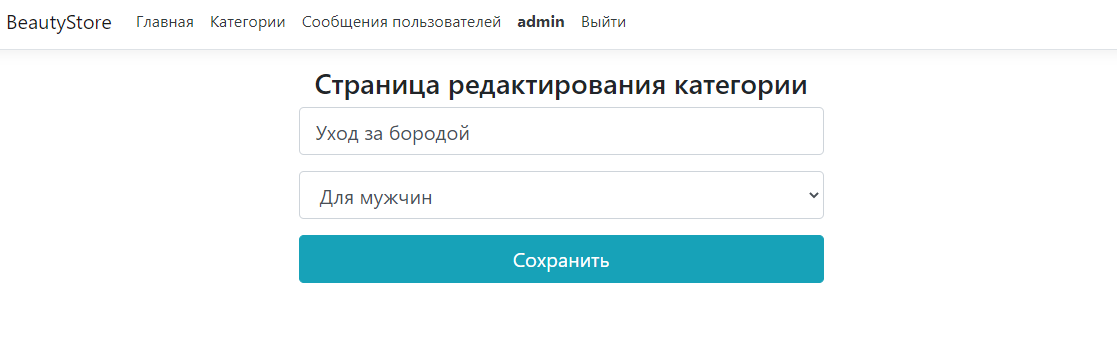 BeautyStore Главная Категории Сообщения пользователей admin Выйти
Страница редактирования категории
Уход за бородой
Для мужчин
Сохранить